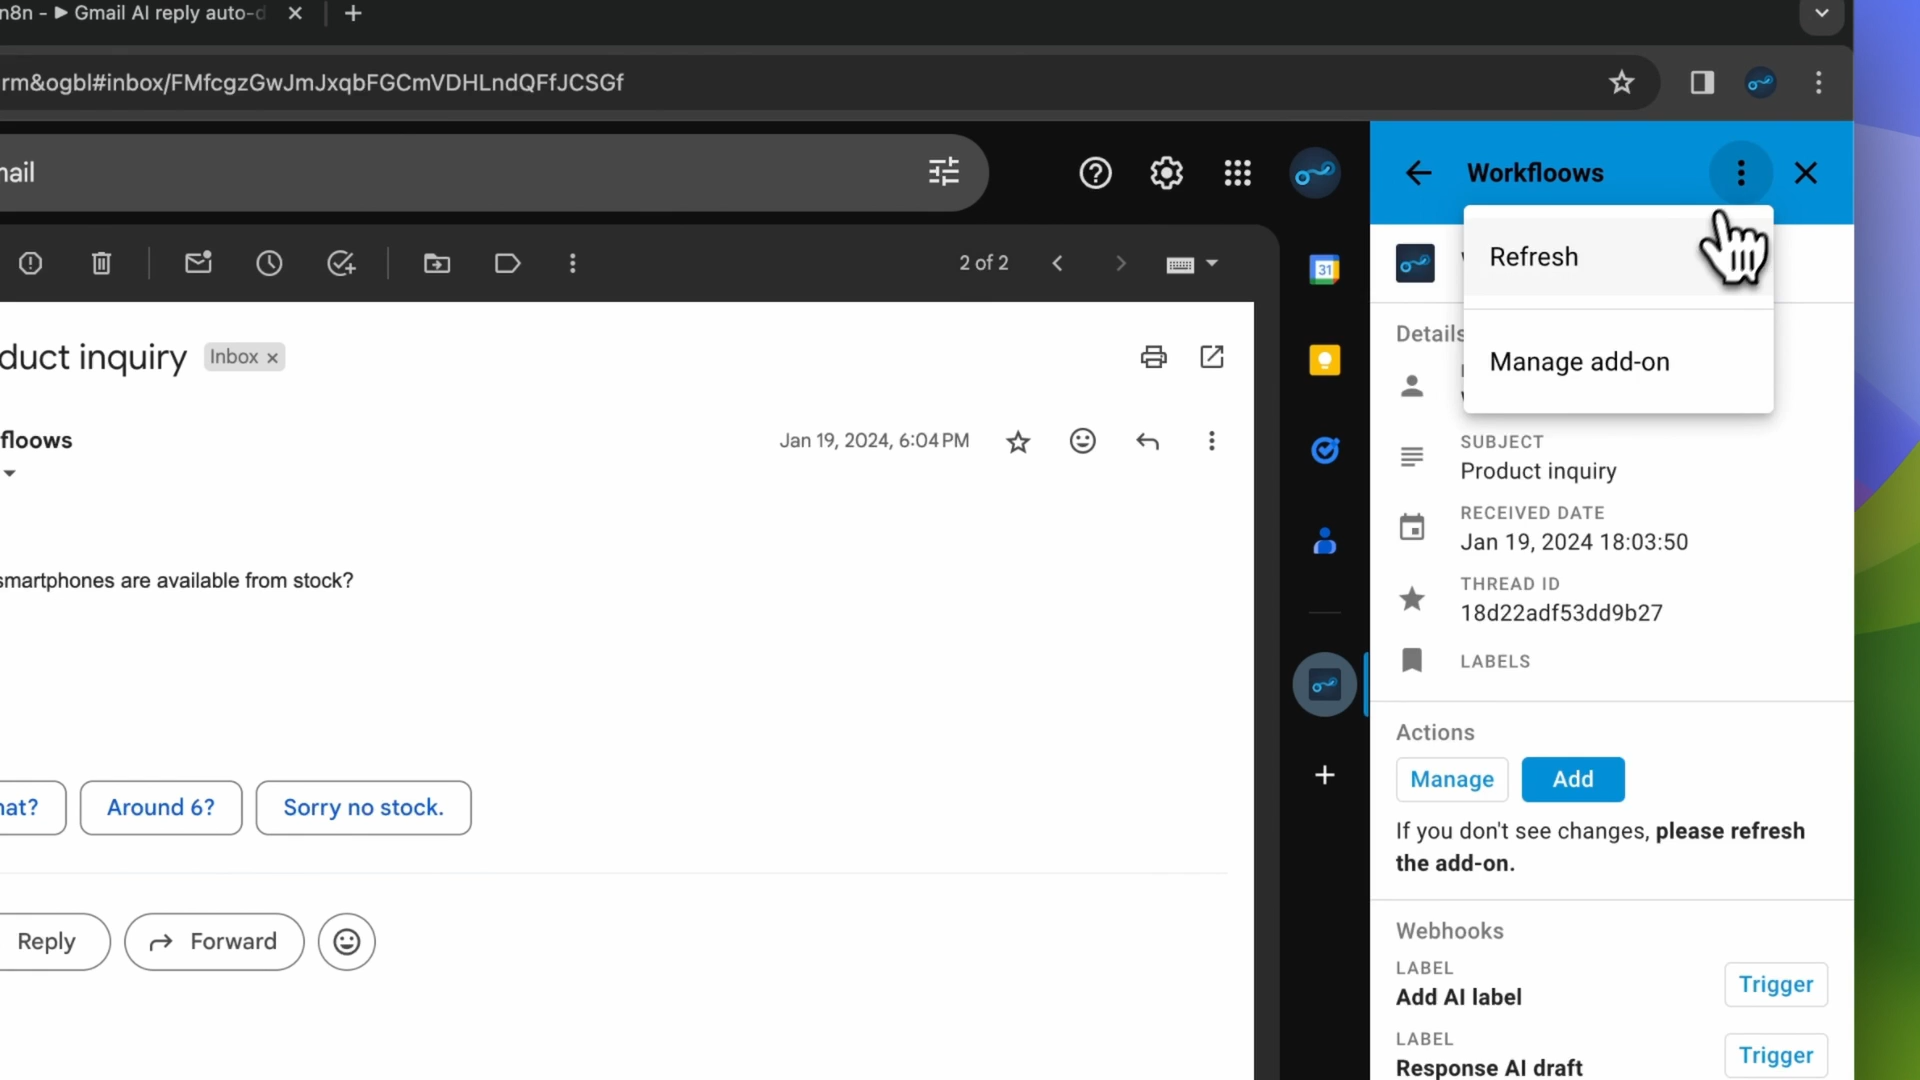 n8n - ▶ Gmail AI reply auto-d
rm&ogbl#inbox/FMfcgzGwJmJxqbFGCmVDHLndQFfJCSGf
Workfloows
Refresh
Manage add-on
2 of 2
31
Details
Inbox
Jan 19, 2024, 6:04 PM
smartphones are available from stock?
SUBJECT
Product inquiry
RECEIVED DATE
Jan 19, 2024 18:03:50
THREAD ID
18d22adf53dd9b27
LABELS
Actions
Manage
Add
If you don't see changes, please refresh
the add-on.
Around 6?
Sorry no stock.
Reply
Forward
Webhooks
LABEL
Add AI label
Trigger
LABEL
Response AI draft
Trigger
duct inquiry
floows
nail
hat?